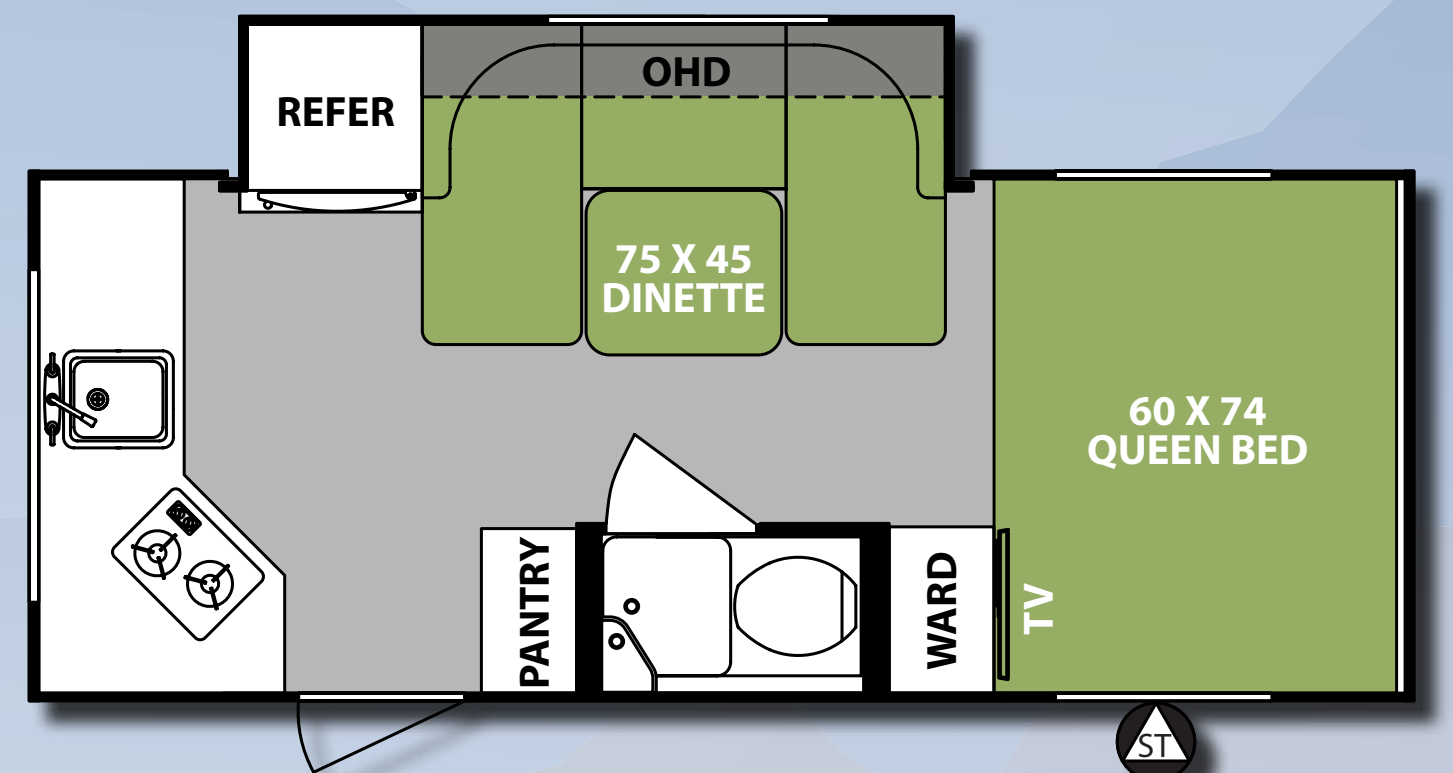 OHD
REFER
75 X 45
DINETTE
60 X 74
QUEEN BED
PANTRY
WARD
TV
ST